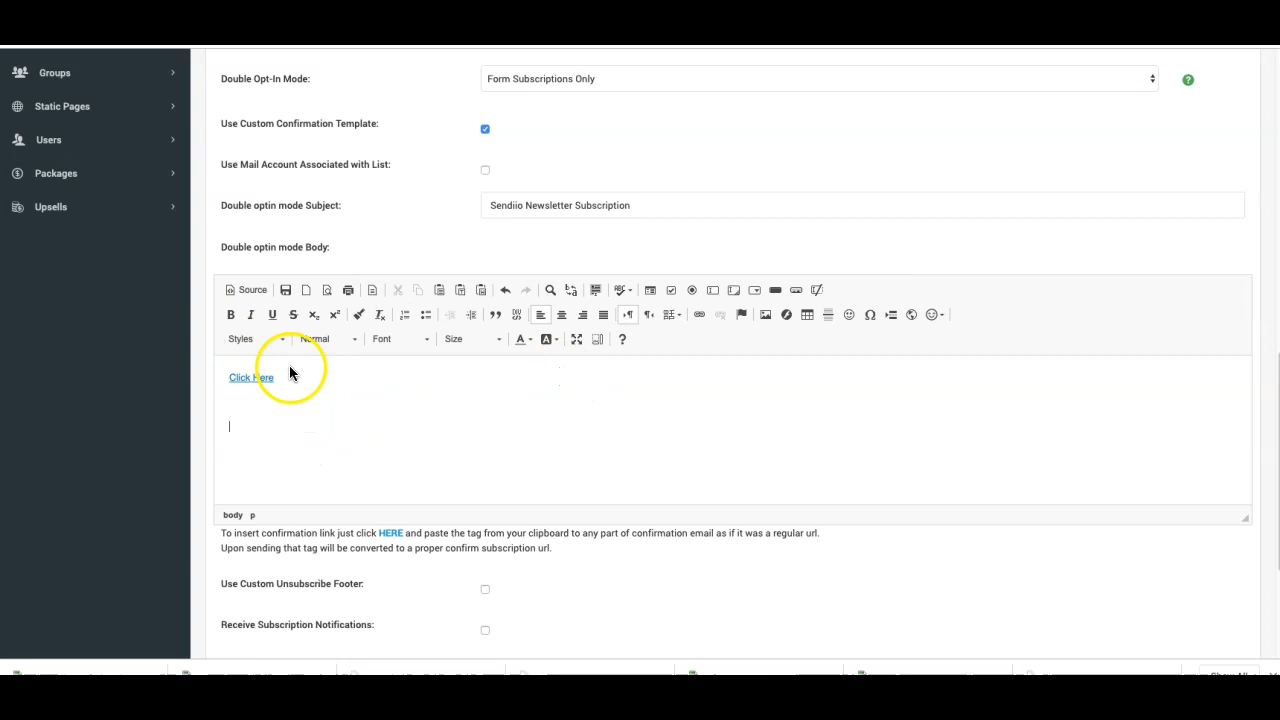 Groups
Static Pages
Users
Packages
Upsells
Double Opt-In Mode:
Form Subscriptions Only
?
Use Custom Confirmation Template:
Use Mail Account Associated with List:
Double optin mode Subject:
Sendiio Newsletter Subscription
Double optin mode Body:
Source
B I U S x₂ x² Ix
Styles Normal Font Size A A ?
Click Here
body p
To insert confirmation link just click HERE and paste the tag from your clipboard to any part of confirmation email as if it was a regular url.
Upon sending that tag will be converted to a proper confirm subscription url.
Use Custom Unsubscribe Footer:
Receive Subscription Notifications: